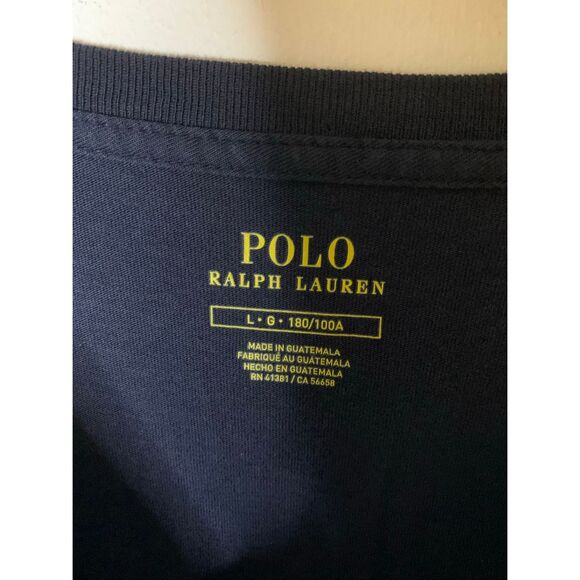 POLO
RALPH LAUREN
L • G • 180/100A
MADE IN GUATEMALA
FABRIQUÉ AU GUATEMALA
HECHO EN GUATEMALA
RN 41381 / CA 56658